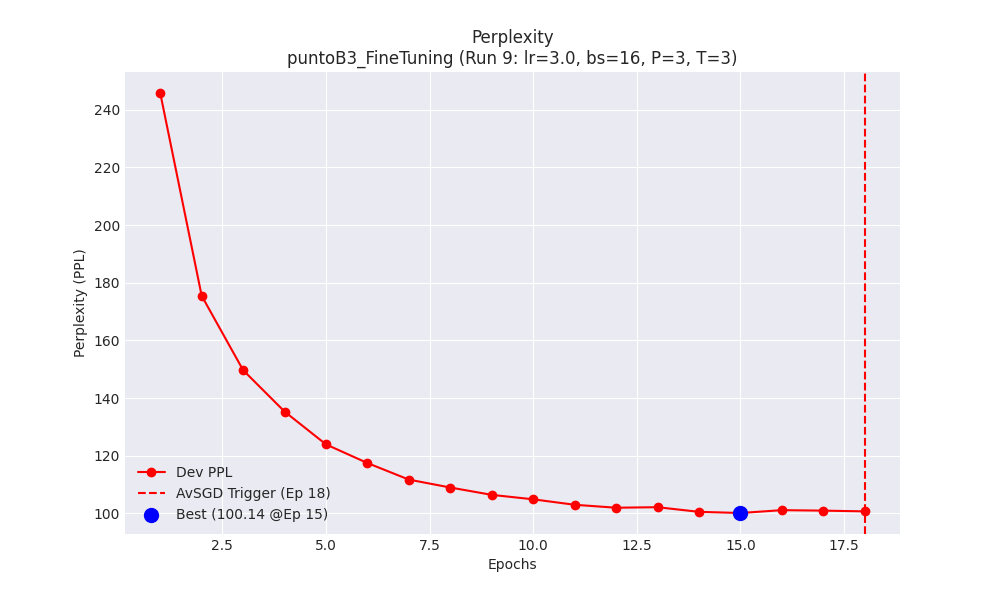 Perplexity
puntoB3_FineTuning (Run 9: lr=3.0, bs=16, P=3, T=3)
Perplexity (PPL)
240
220
200
180
160
140
120
100
Dev PPL
AvSGD Trigger (Ep 18)
Best (100.14 @Ep 15)
2.5 5.0 7.5 10.0 12.5 15.0 17.5
Epochs